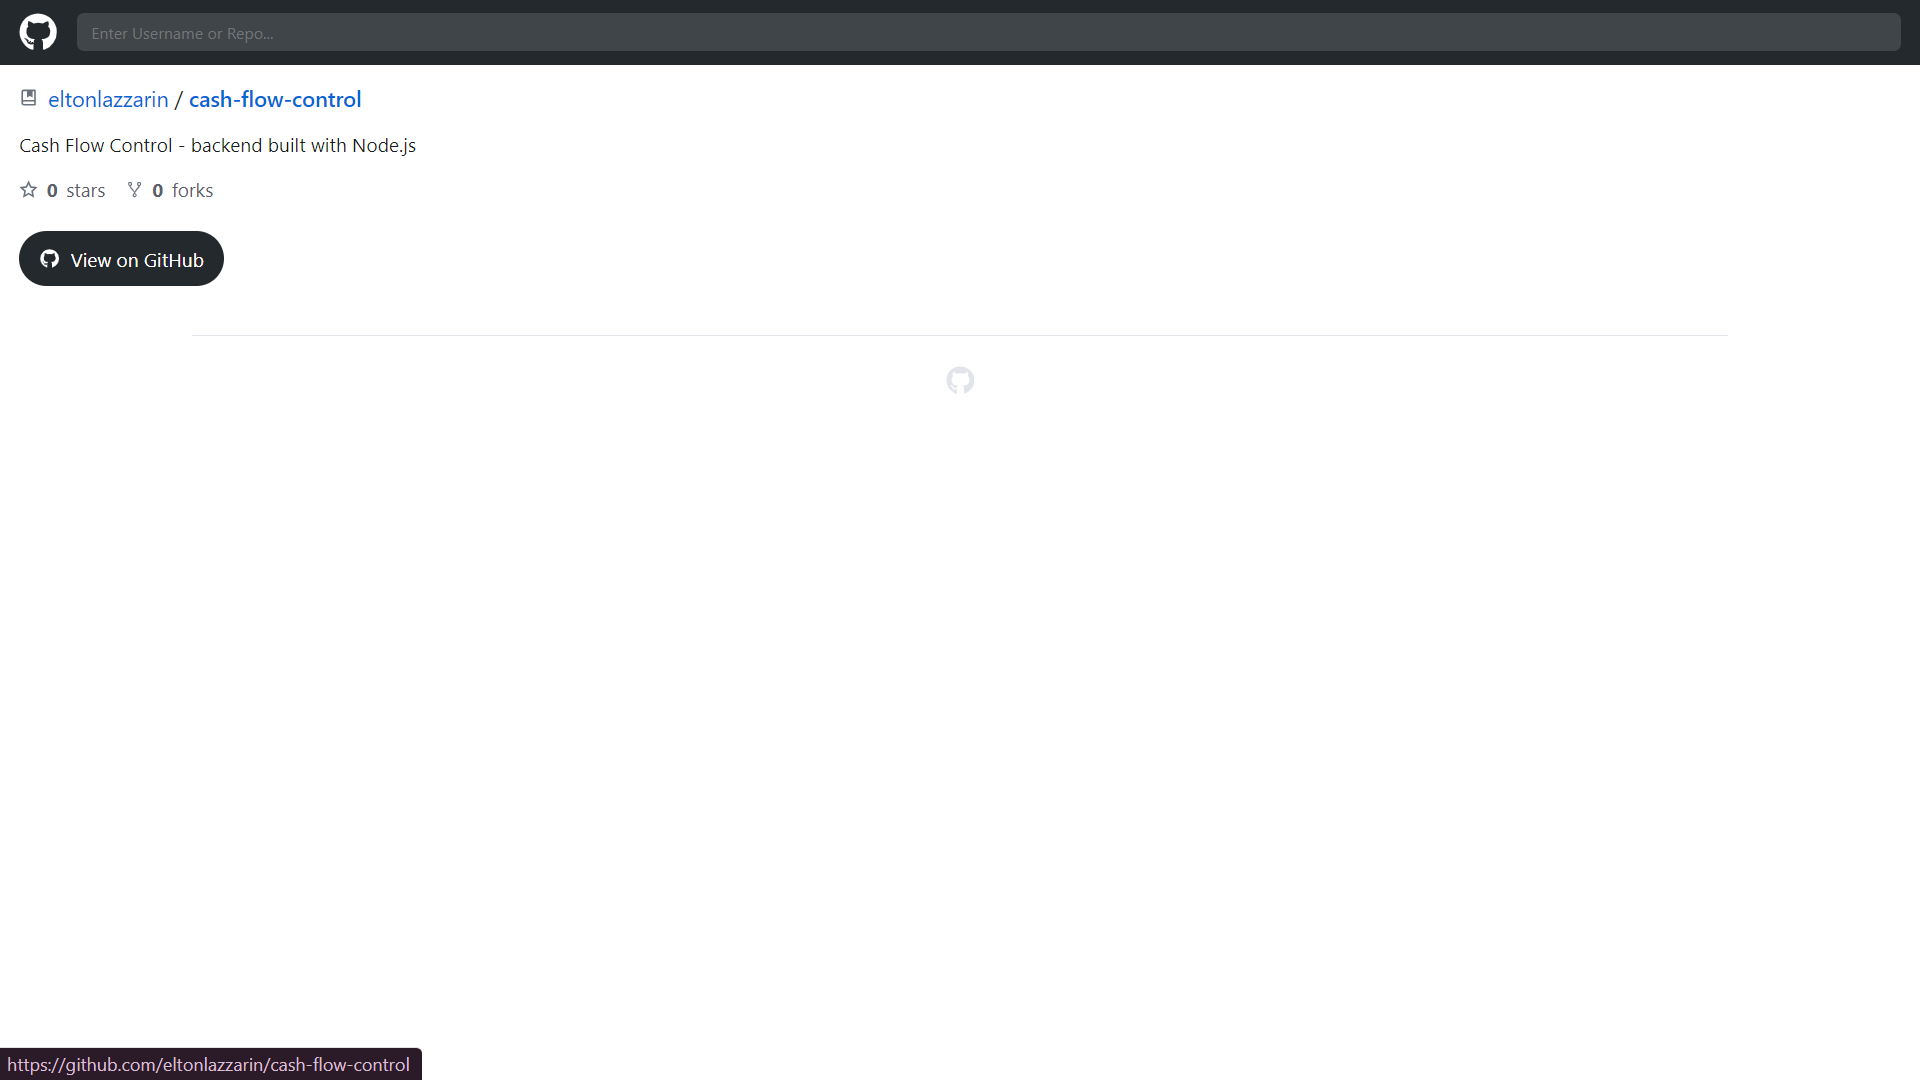 Enter Username or Repo...
eltonlazzarin / cash-flow-control
Cash Flow Control - backend built with Node.js
0 stars 0 forks
View on GitHub
https://github.com/eltonlazzarin/cash-flow-control